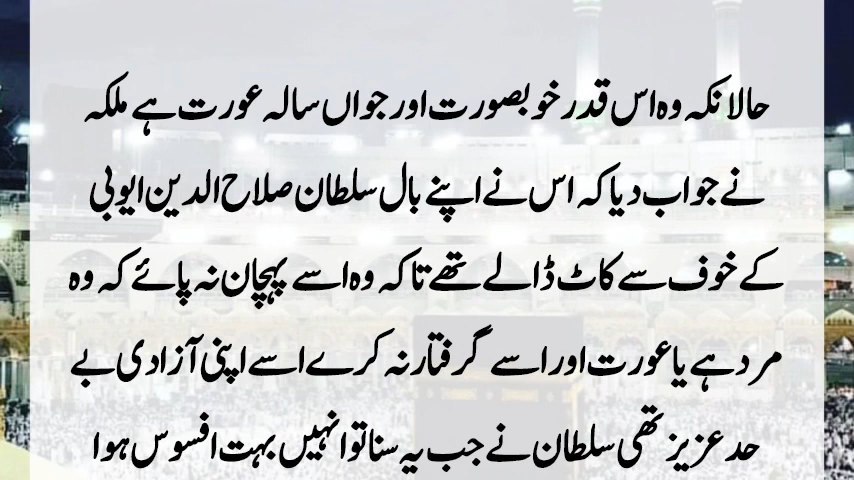 حالانکہ وہ اس قدر خوبصورت اور جواں سالہ عورت ہے ملکہ
نے جواب دیا کہ اس نے اپنے بال سلطان صلاح الدین ایوبی
کے خوف سے کاٹ ڈالے تھے تاکہ وہ اسے پہچان نہ پائے کہ وہ
مرد ہے یا عورت اور اسے گرفتار نہ کرے اسے اپنی آزادی بے
حد عزیز تھی سلطان نے جب یہ سنا تو انہیں بہت افسوس ہوا